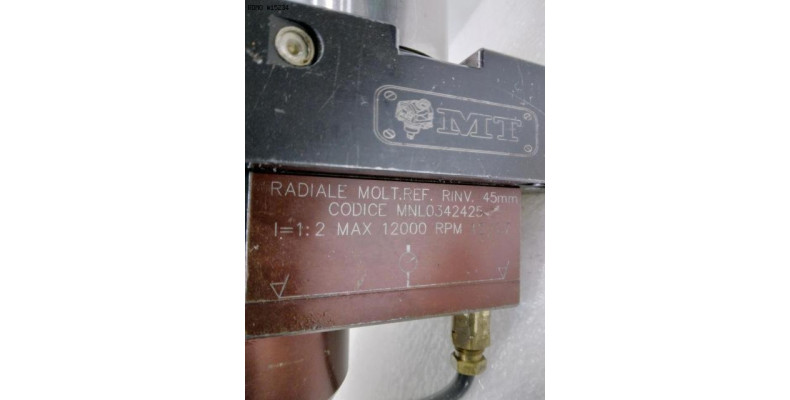 MT
RADIALE MOLT.REF. RINV. 45mm
CODICE MNL0342425
I=1:2 MAX 12000 RPM